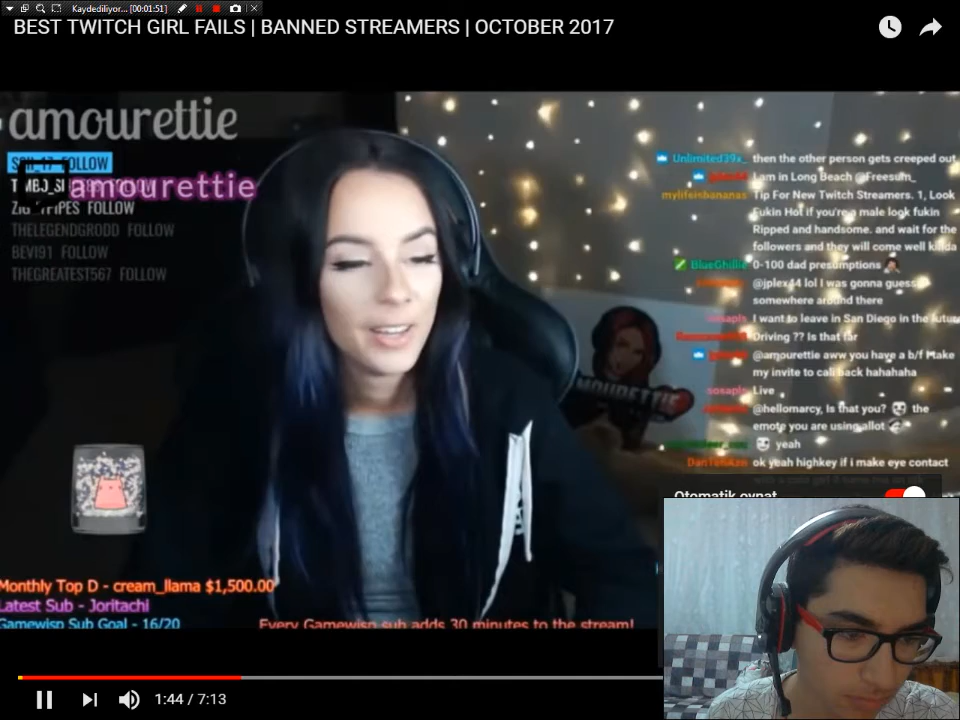 Kaydediliyor... [00:01:51]
BEST TWITCH GIRL FAILS | BANNED STREAMERS | OCTOBER 2017
amourettie
FOLLOW
amourettie
FOLLOW
THELEGENDGRODD FOLLOW
BEVI91 FOLLOW
THEGREATEST567 FOLLOW
Unlimited39x_ then the other person gets creeped out
I am in Long Beach @Freesum_
mylifeisbananas Tip For New Twitch Streamers. 1, Look
Fukin Hot if you're a male look fukin
Ripped and handsome. and wait for the
followers and they will come well kinda
BlueGhillie 0-100 dad presumptions
@jplex44 lol I was gonna guess
somewhere around there
sosapls I want to leave in San Diego in the future
Driving ?? Is that far
@amourettie aww you have a b/f Make
my invite to call back hahahaha
sosapls Live
@hellomarcy, Is that you? the
emote you are using allot
yeah
ok yeah highkey if i make eye contact
MOURETTIE
Otomatik oynat
Monthly Top D - cream_llama $1,500.00
Latest Sub - Joritachi
Gamewisp Sub Goal - 16/20
Every Gamewisp sub adds 30 minutes to the stream!
1:44 / 7:13